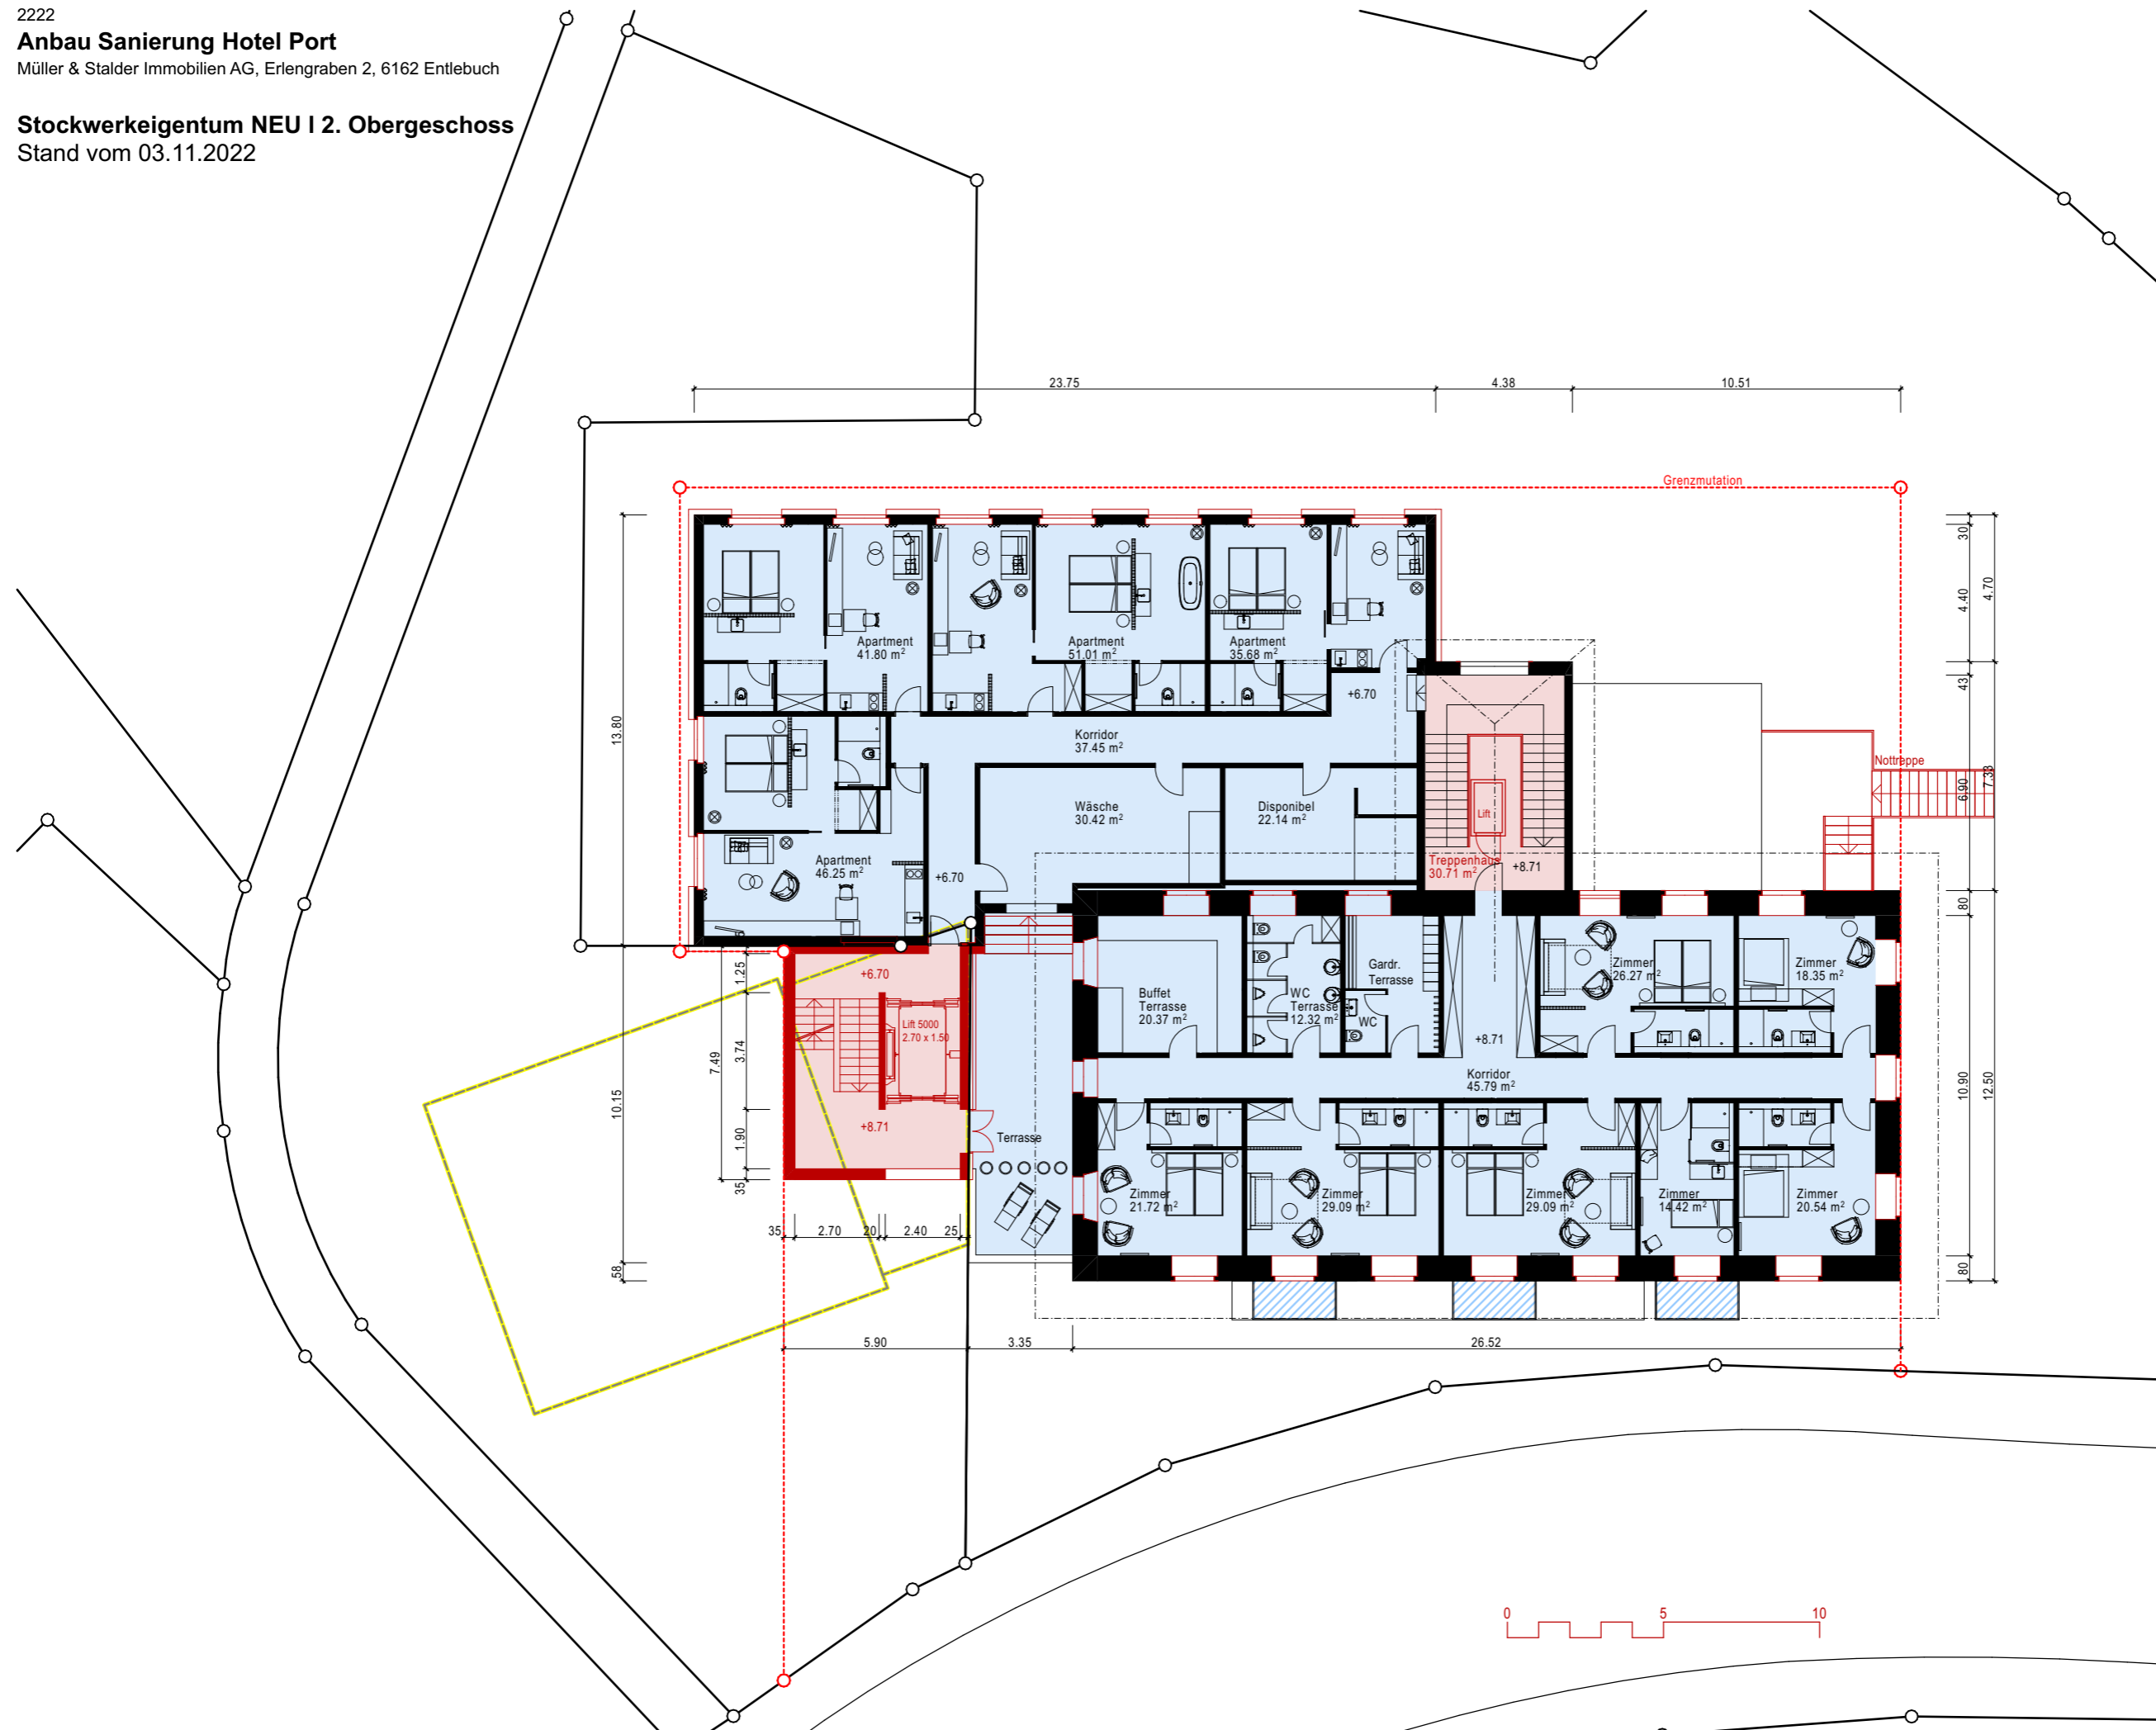 2222
Anbau Sanierung Hotel Port
Müller & Stalder Immobilien AG, Erlengraben 2, 6162 Entlebuch
Stockwerkeigentum NEU I 2. Obergeschoss
Stand vom 03.11.2022
23.75
4.38
10.51
Grenzmutation
30
4.40
4.70
Apartment
41.80 m²
Apartment
51.01 m²
Apartment
35.68 m²
+6.70
43
13.80
Korridor
37.45 m²
Nottreppe
6.90
7.33
Wäsche
30.42 m²
Disponibel
22.14 m²
Lift
Apartment
46.25 m²
+6.70
Treppenhaus
30.71 m²
+8.71
80
+6.70
1.25
Gardr.
Terrasse
Zimmer
26.27 m²
Zimmer
18.35 m²
Buffet
Terrasse
20.37 m²
WC
Terrasse
12.32 m²
WC
Lift 5000
2.70 x 1.50
+8.71
7.49
3.74
Korridor
45.79 m²
10.15
10.90
12.50
+8.71
1.90
Terrasse
35
Zimmer
21.72 m²
Zimmer
29.09 m²
Zimmer
29.09 m²
Zimmer
14.42 m²
Zimmer
20.54 m²
35
2.70
20
2.40
25
58
80
5.90
3.35
26.52
0
5
10